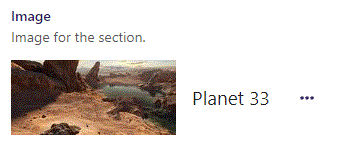 Image
Image for the section.
Planet 33